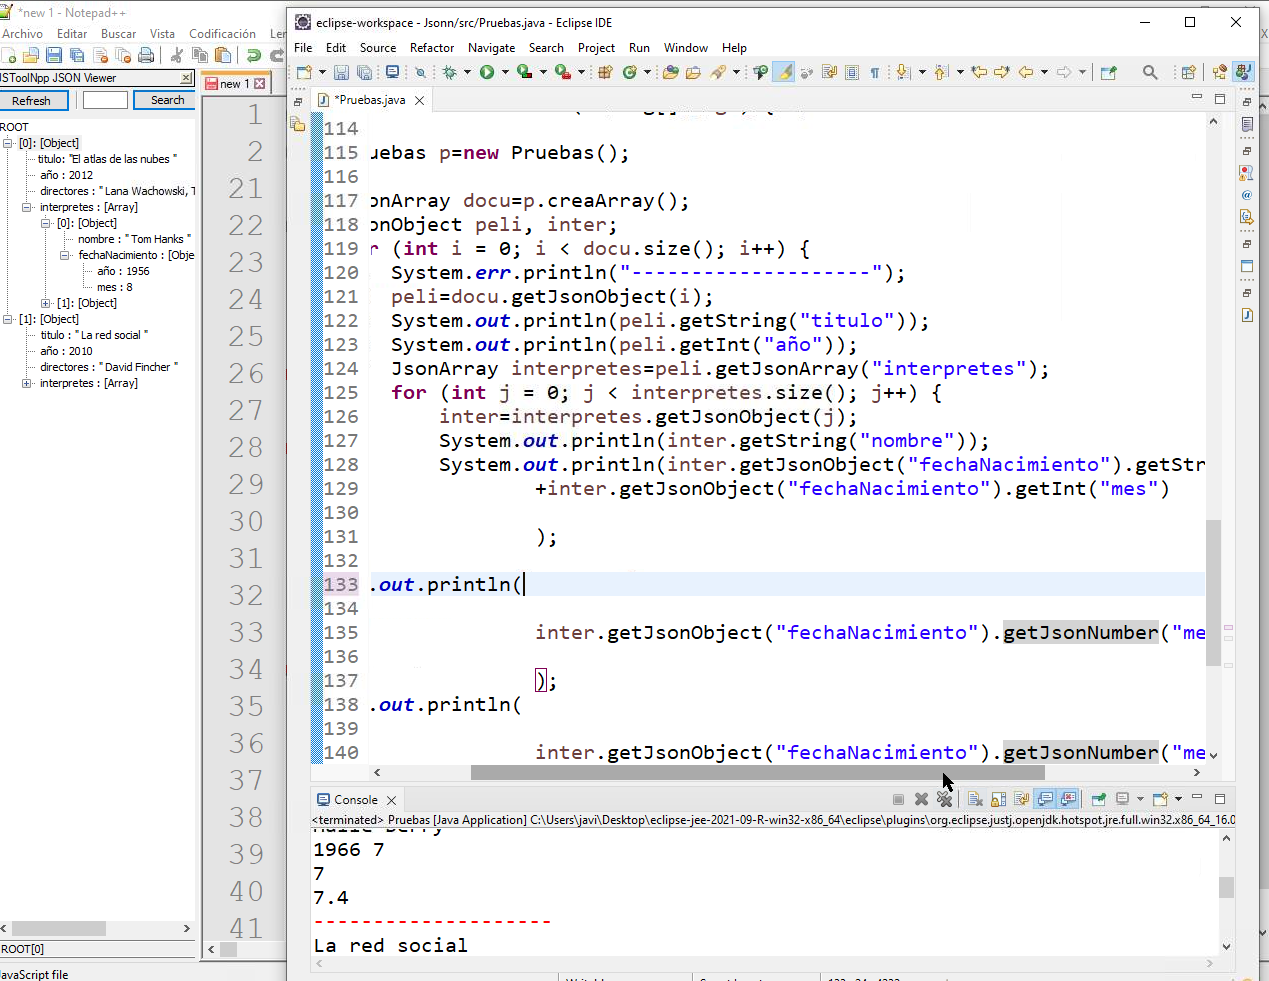 *new 1 - Notepad++
Archivo Editar Buscar Vista Codificación Len
JSToolNpp JSON Viewer
Refresh Search
ROOT
[0]: [Object]
titulo: "El atlas de las nubes "
año : 2012
directores : "Lana Wachowski, T
interpretes : [Array]
[0]: [Object]
nombre : "Tom Hanks "
fechaNacimiento : [Obje
año : 1956
mes : 8
[1]: [Object]
[1]: [Object]
titulo : "La red social "
año : 2010
directores : "David Fincher "
interpretes : [Array]
ROOT[0]
JavaScript file
new 1
1
2
21
22
23
24
25
26
27
28
29
30
31
32
33
34
35
36
37
38
39
40
41
eclipse-workspace - Jsonn/src/Pruebas.java - Eclipse IDE
File Edit Source Refactor Navigate Search Project Run Window Help
*Pruebas.java
114
115 uebas p=new Pruebas();
116
117 onArray docu=p.creaArray();
118 onObject peli, inter;
119 r (int i = 0; i < docu.size(); i++) {
120 System.err.println("--------------------");
121 peli=docu.getJsonObject(i);
122 System.out.println(peli.getString("titulo"));
123 System.out.println(peli.getInt("año"));
124 JsonArray interpretes=peli.getJsonArray("interpretes");
125 for (int j = 0; j < interpretes.size(); j++) {
126 inter=interpretes.getJsonObject(j);
127 System.out.println(inter.getString("nombre"));
128 System.out.println(inter.getJsonObject("fechaNacimiento").getStr
129 +inter.getJsonObject("fechaNacimiento").getInt("mes")
130
131 );
132
133 .out.println(
134
135 inter.getJsonObject("fechaNacimiento").getJsonNumber("me
136
137 );
138 .out.println(
139
140 inter.getJsonObject("fechaNacimiento").getJsonNumber("me
Console
<terminated> Pruebas [Java Application] C:\Users\javi\Desktop\eclipse-jee-2021-09-R-win32-x86_64\eclipse\plugins\org.eclipse.justj.openjdk.hotspot.jre.full.win32.x86_64_16.0
1966 7
7
7.4
--------------------
La red social